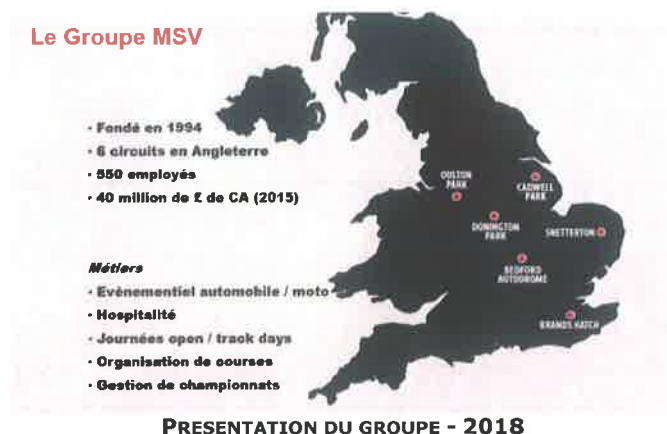 Le Groupe MSV
- Fondé en 1994
- 6 circuits en Angleterre
- 550 employés
- 40 million de £ de CA (2015)
OULTON
PARK
CADWELL
PARK
DONINGTON
PARK
SNETTERTON
BEDFORD
AUTODROME
BRANDS HATCH
Métiers
- Evènementiel automobile / moto
- Hospitalité
- Journées open / track days
- Organisation de courses
- Gestion de championnats
PRESENTATION DU GROUPE - 2018